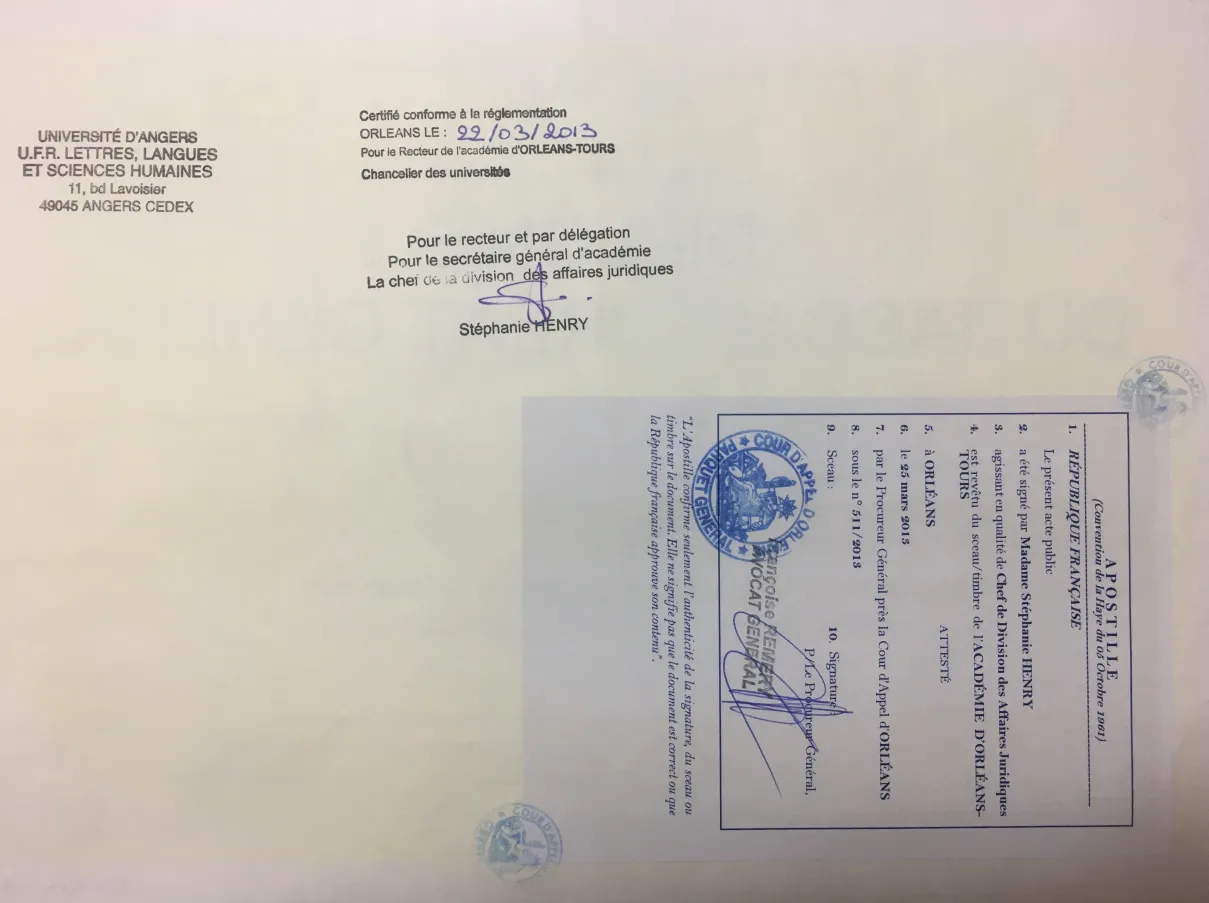 UNIVERSITÉ D'ANGERS
U.F.R. LETTRES, LANGUES
ET SCIENCES HUMAINES
11, bd Lavoisier
49045 ANGERS CEDEX
Certifié conforme à la réglementation
ORLEANS LE : 22/03/2013
Pour le Recteur de l'académie d'ORLEANS-TOURS
Chancelier des universités
Pour le recteur et par délégation
Pour le secrétaire général d'académie
La chef de la division des affaires juridiques
Stéphanie HENRY
APOSTILLE
(Convention de la Haye du 05 Octobre 1961)
1. RÉPUBLIQUE FRANÇAISE
Le présent acte public
2. a été signé par Madame Stéphanie HENRY
3. agissant en qualité de Chef de Division des Affaires Juridiques
4. est revêtu du sceau/timbre de l'ACADÉMIE D'ORLÉANS-
TOURS
ATTESTÉ
5. à ORLÉANS
6. le 25 mars 2013
7. par le Procureur Général près la Cour d'Appel d'ORLÉANS
8. sous le n° 511/2013
9. Sceau :
10. Signature :
P/Le Procureur Général,
Françoise REMERY
AVOCAT GENERAL
COUR D'APPEL D'ORLÉ
PARQUET GENERAL
"L'Apostille confirme seulement l'authenticité de la signature, du sceau ou
timbre sur le document. Elle ne signifie pas que le document est correct ou que
la République française approuve son contenu".
COUR D'APPE
COUR D'APPEL